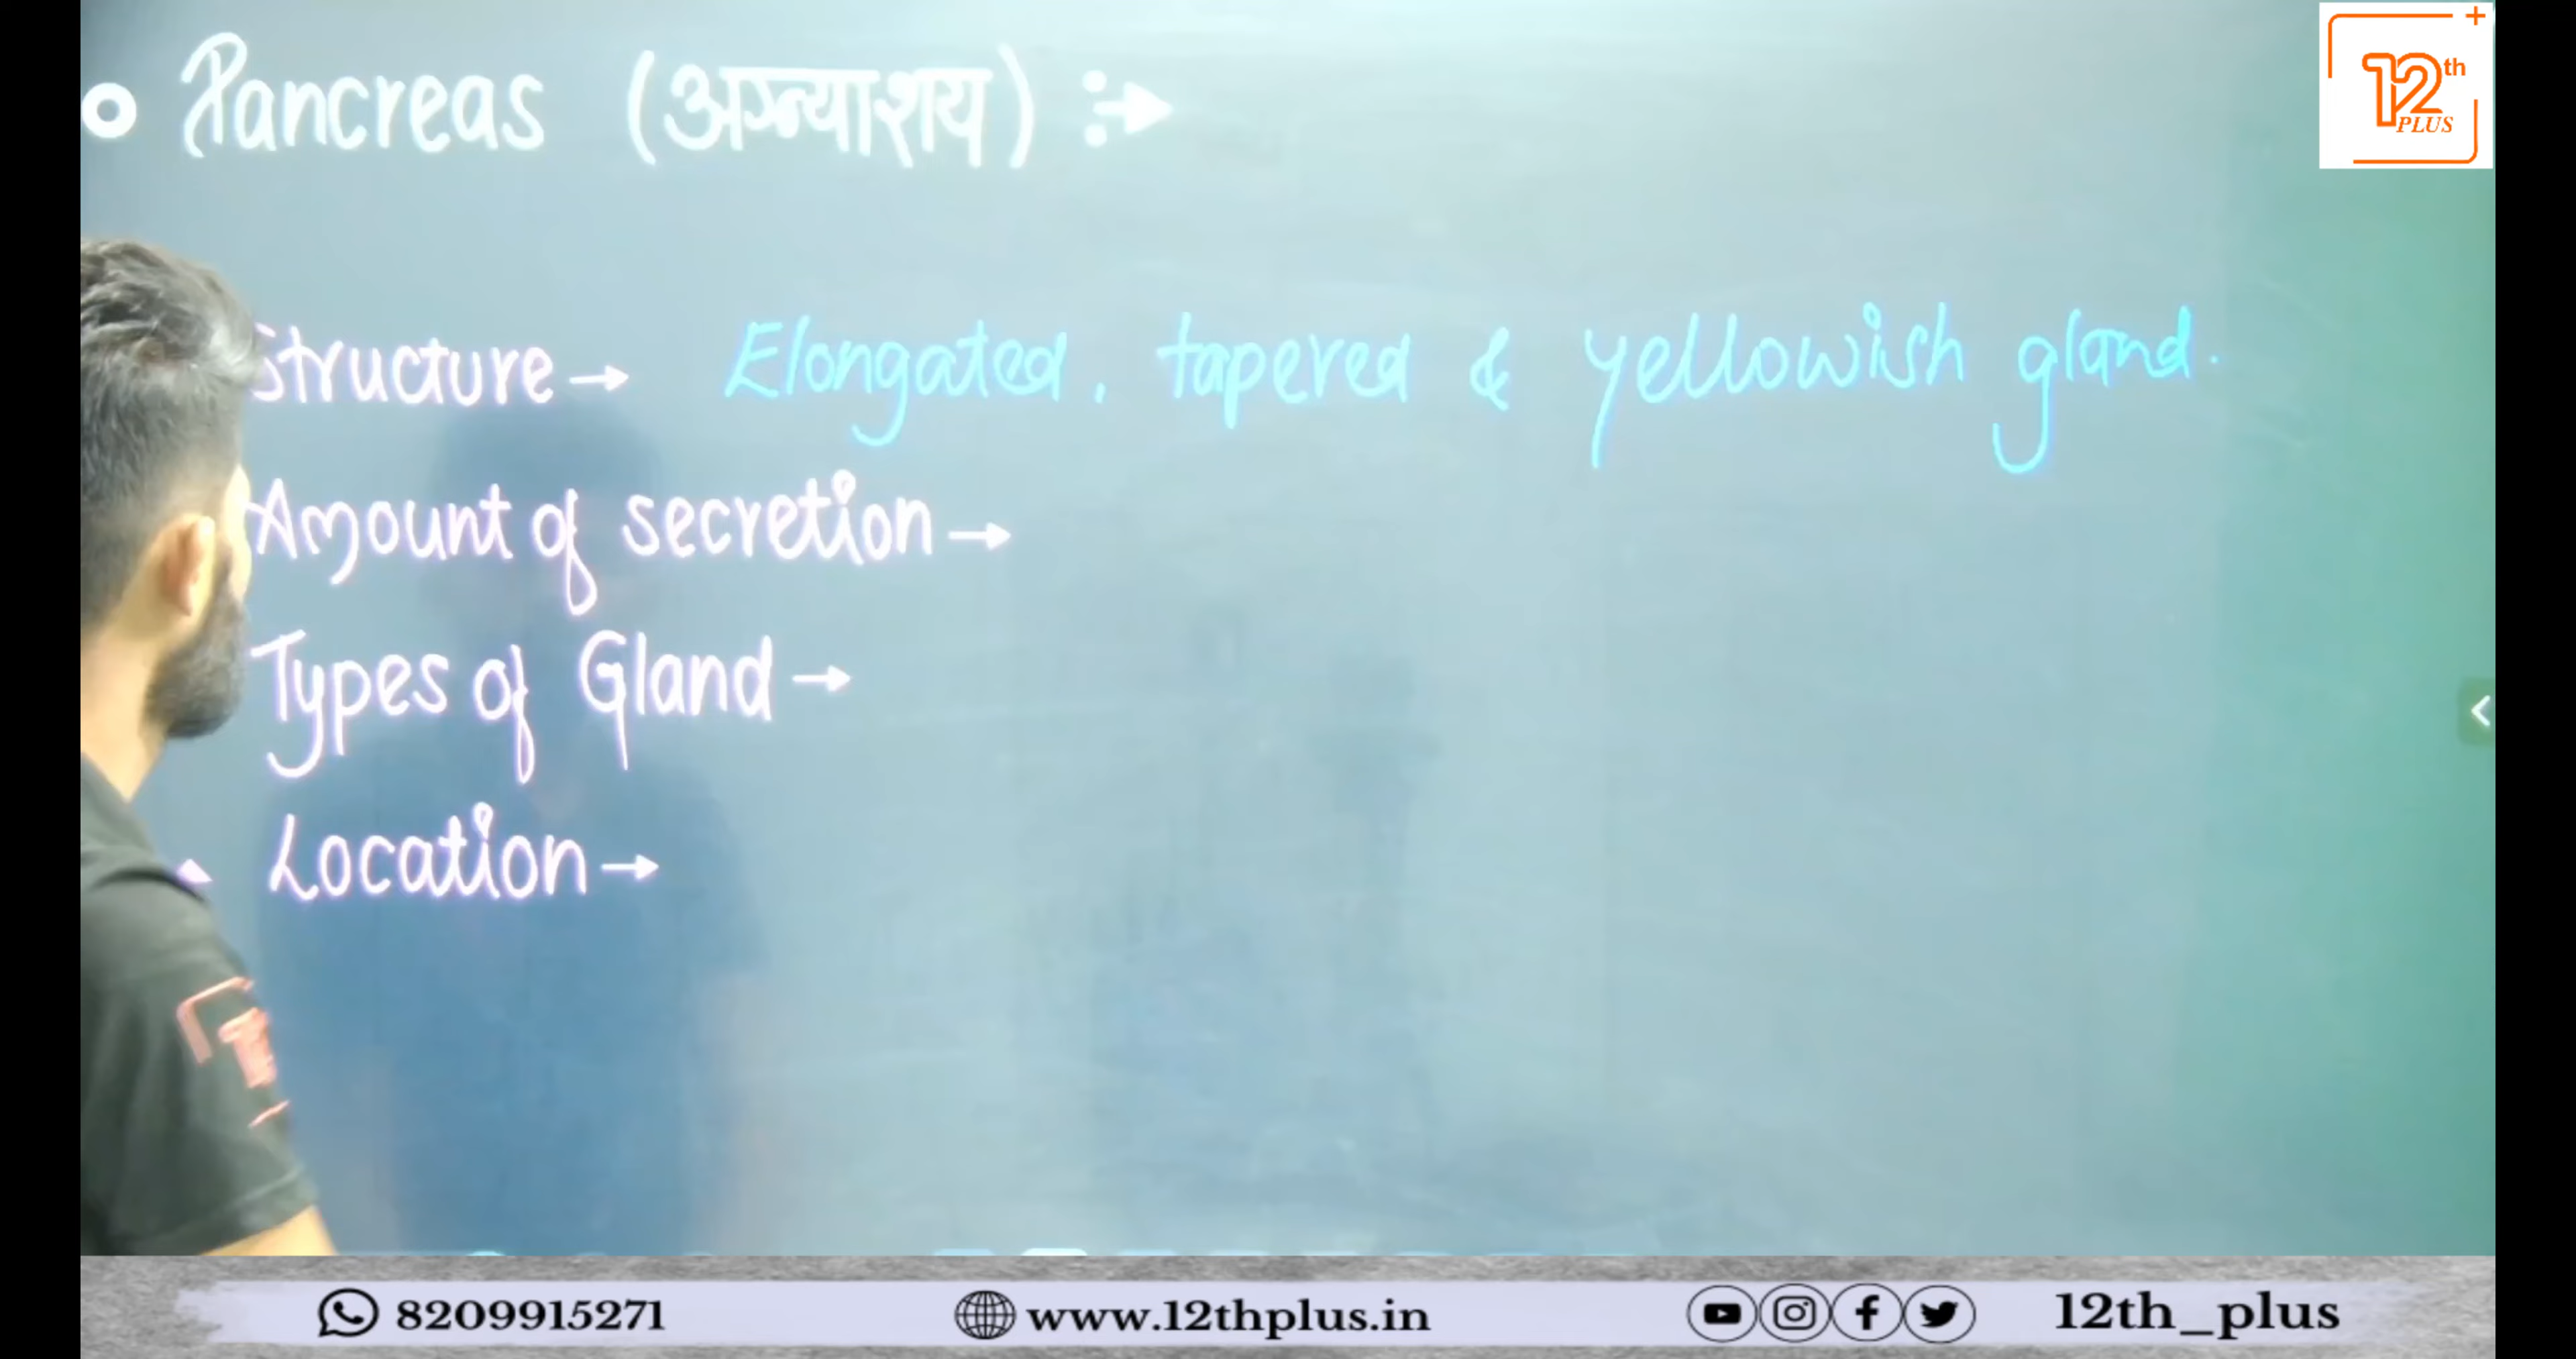 Pancreas (अग्न्याशय) :→
12th PLUS +
Structure → Elongated, tapered & yellowish gland.
Amount of secretion →
Types of Gland →
Location →
8209915271 www.12thplus.in 12th_plus